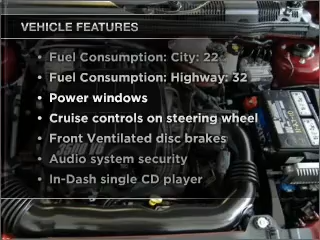 VEHICLE FEATURES
• Fuel Consumption: City: 22
• Fuel Consumption: Highway: 32
• Power windows
• Cruise controls on steering wheel
• Front Ventilated disc brakes
• Audio system security
• In-Dash single CD player